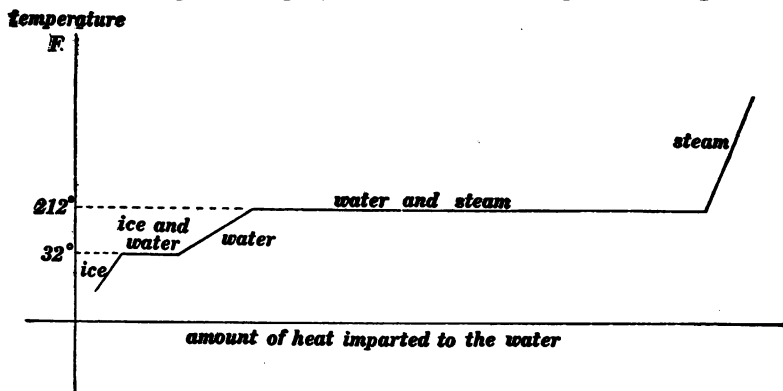 temperature
F.
steam
212°
water and steam
ice and
water
water
32°
ice
amount of heat imparted to the water